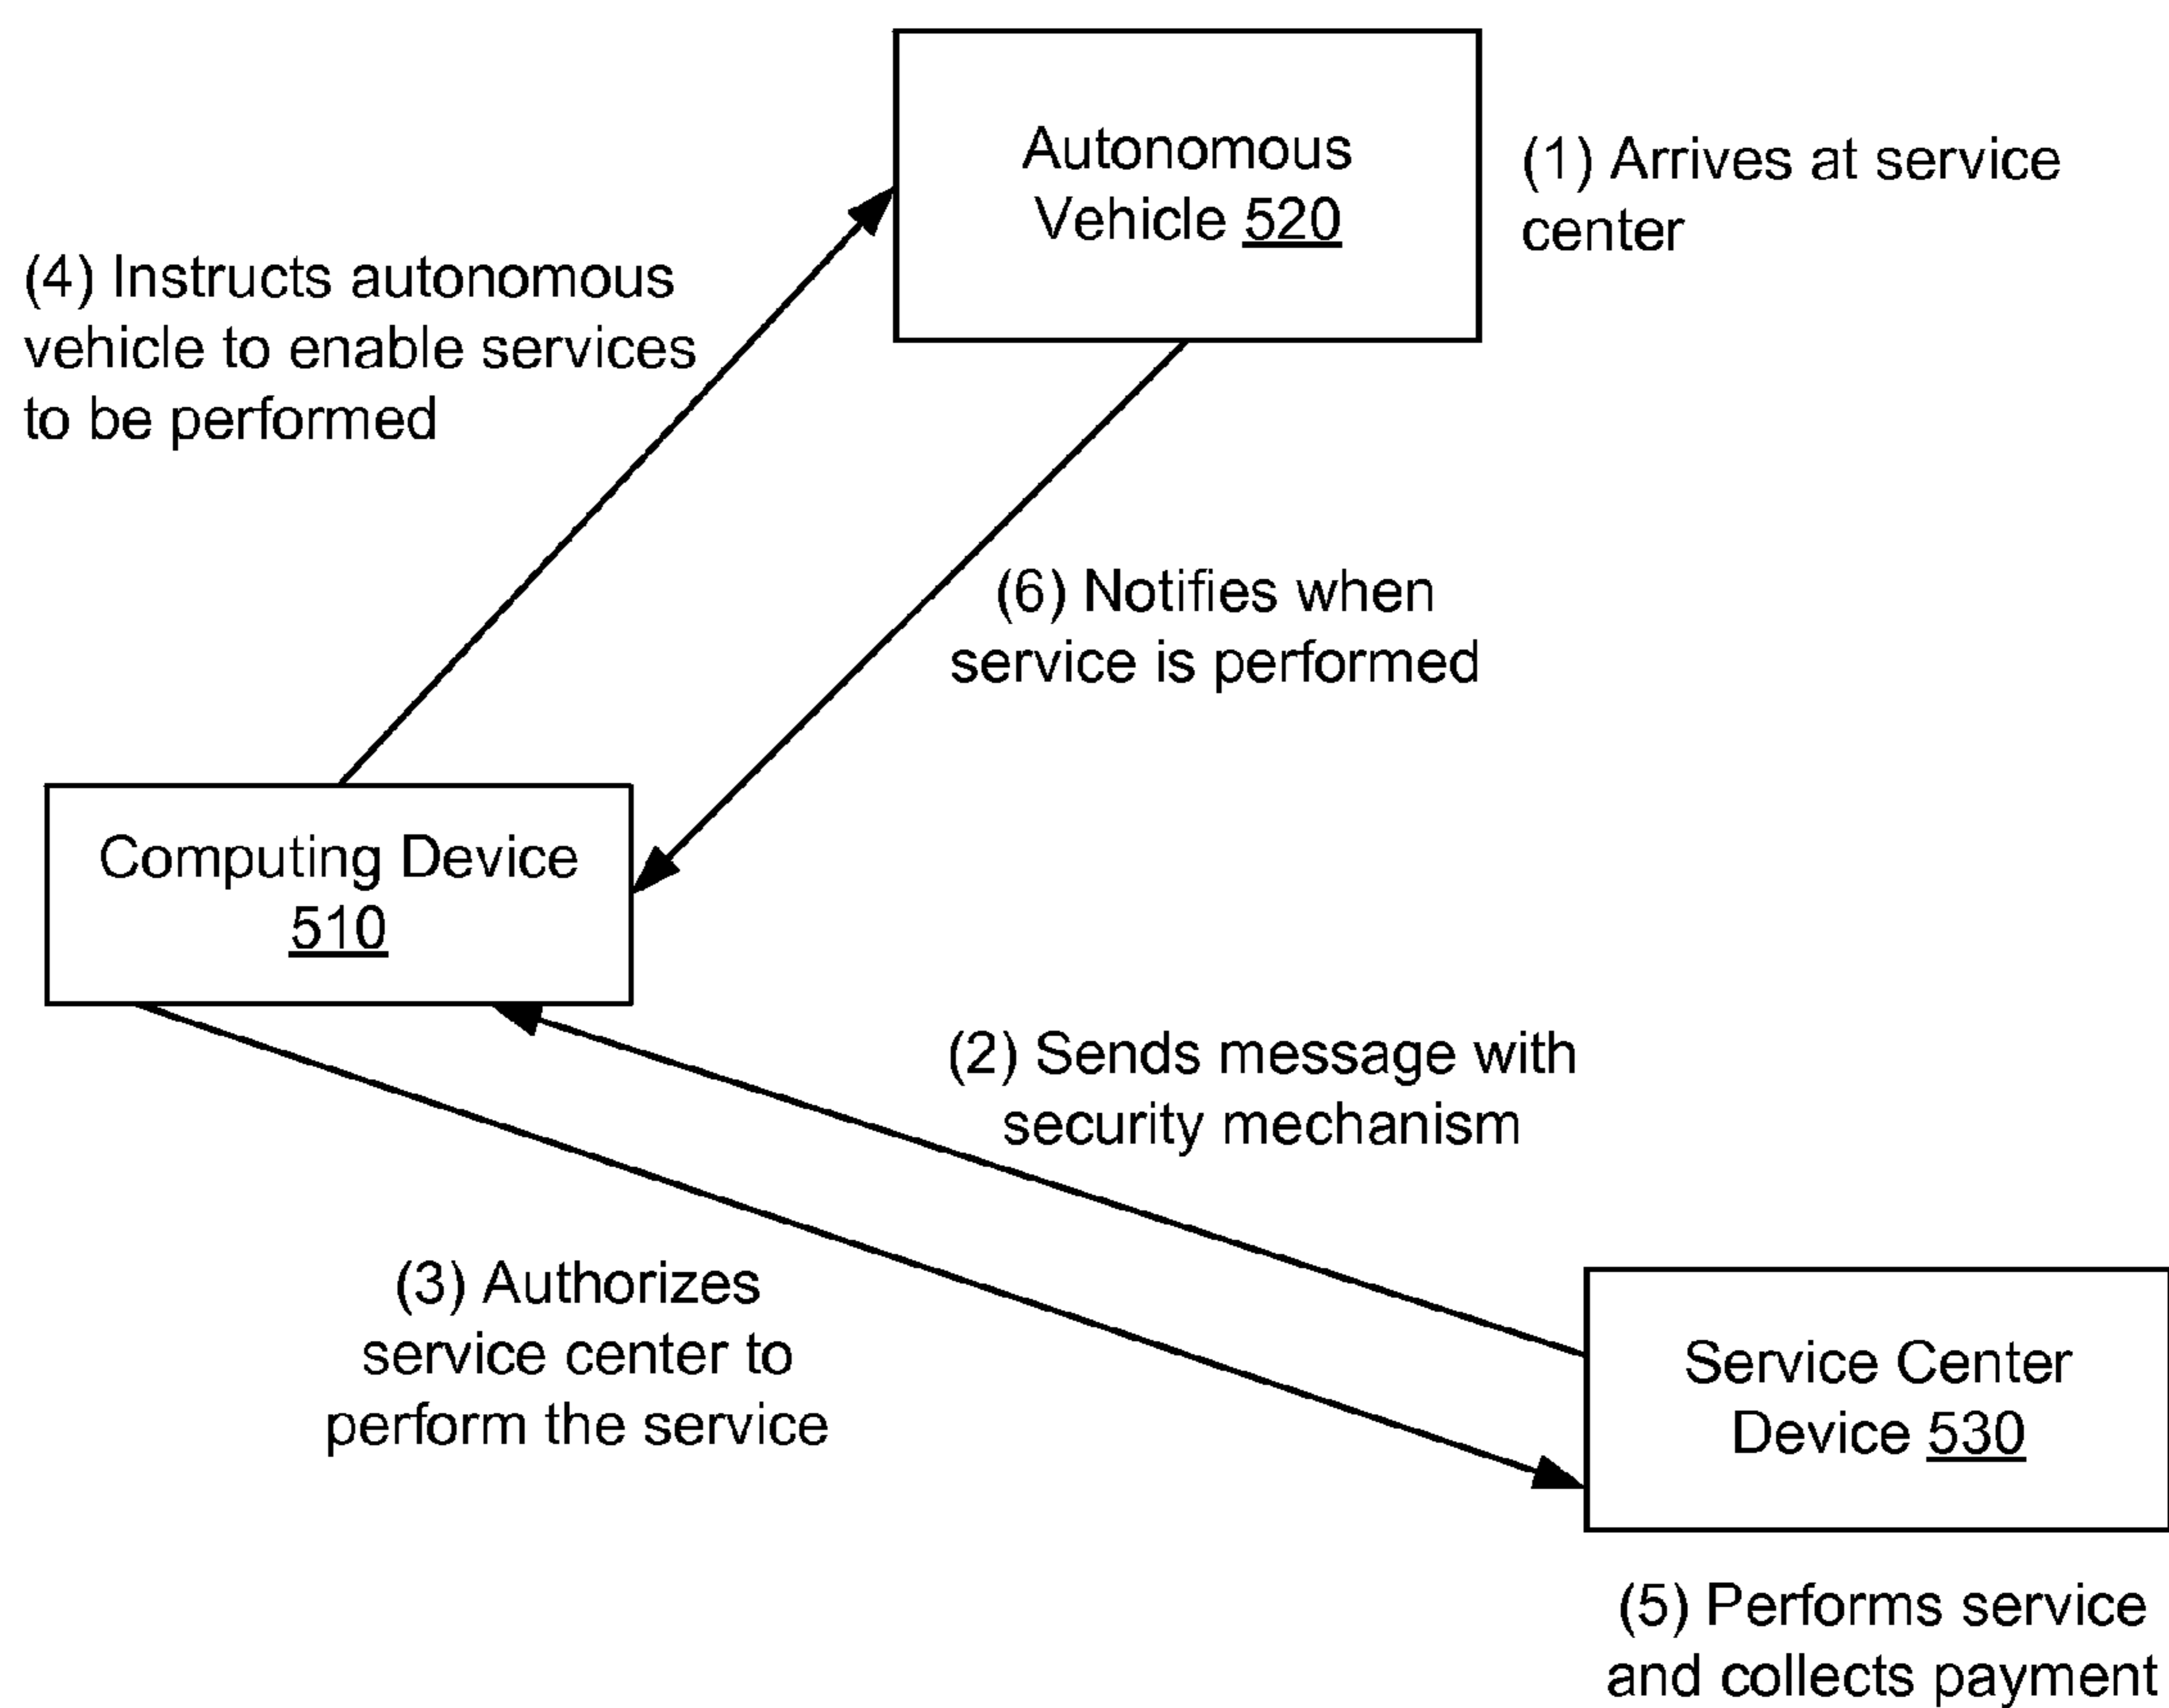 Autonomous
Vehicle 520
(1) Arrives at service
center
(4) Instructs autonomous
vehicle to enable services
to be performed
(6) Notifies when
service is performed
Computing Device
510
(2) Sends message with
security mechanism
(3) Authorizes
service center to
perform the service
Service Center
Device 530
(5) Performs service
and collects payment